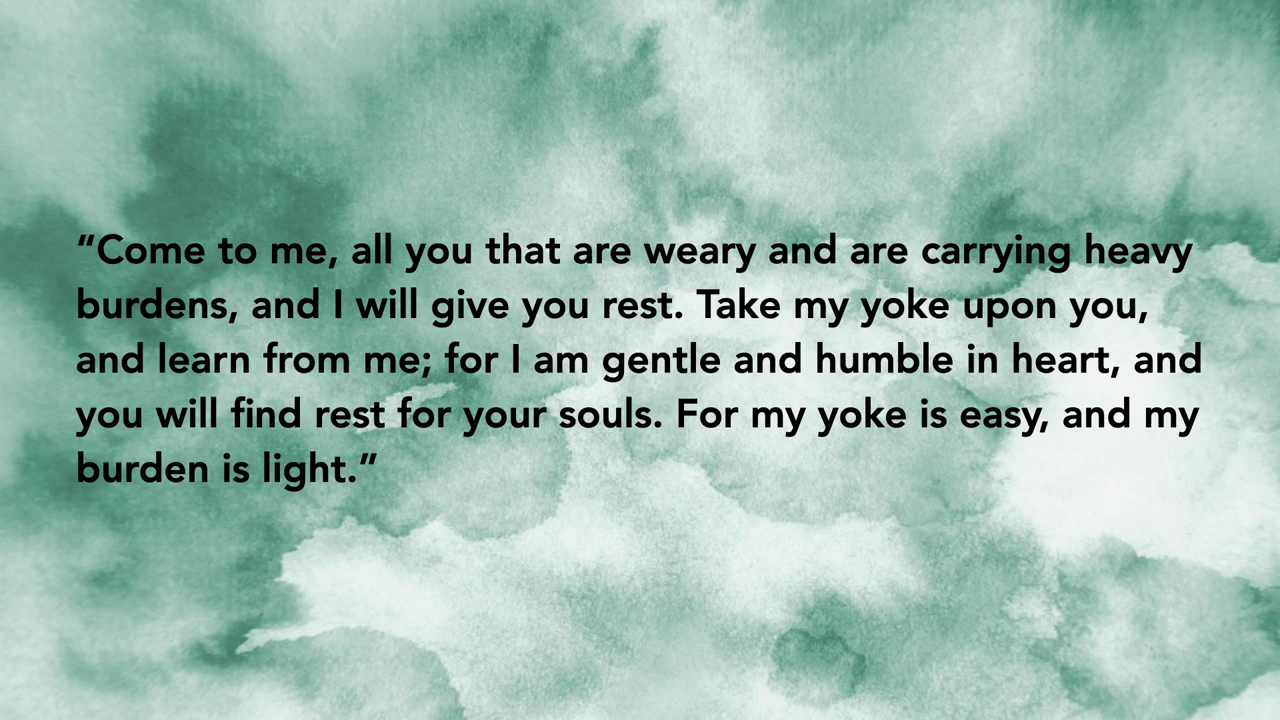 “Come to me, all you that are weary and are carrying heavy
burdens, and I will give you rest. Take my yoke upon you,
and learn from me; for I am gentle and humble in heart, and
you will find rest for your souls. For my yoke is easy, and my
burden is light.”